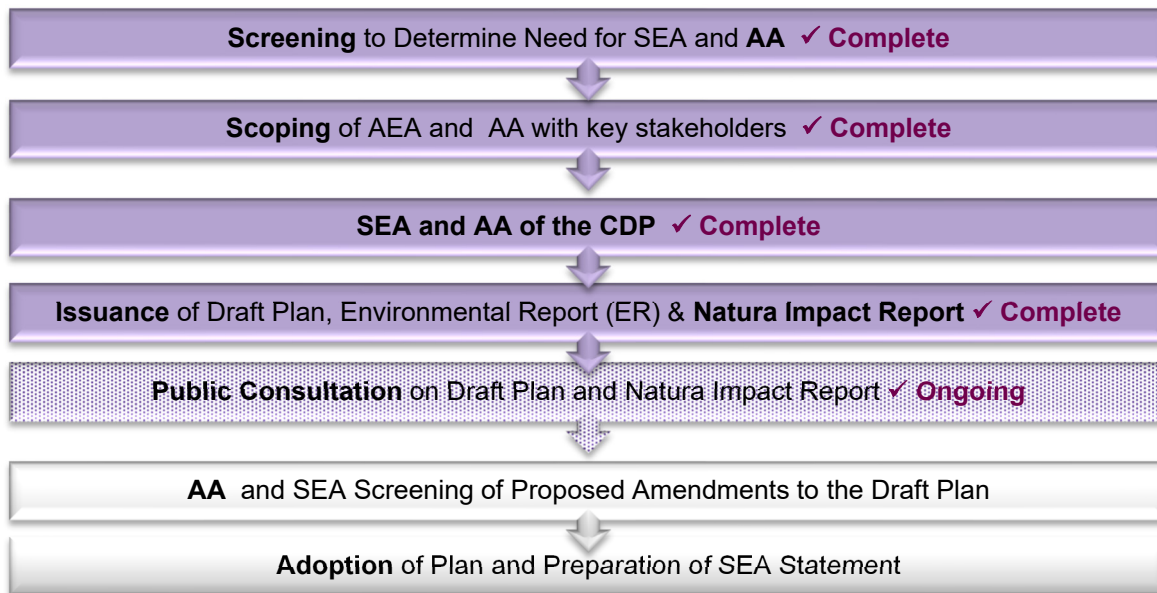 Screening to Determine Need for SEA and AA ✓ Complete
Scoping of AEA and AA with key stakeholders ✓ Complete
SEA and AA of the CDP ✓ Complete
Issuance of Draft Plan, Environmental Report (ER) & Natura Impact Report ✓ Complete
Public Consultation on Draft Plan and Natura Impact Report ✓ Ongoing
AA and SEA Screening of Proposed Amendments to the Draft Plan
Adoption of Plan and Preparation of SEA Statement